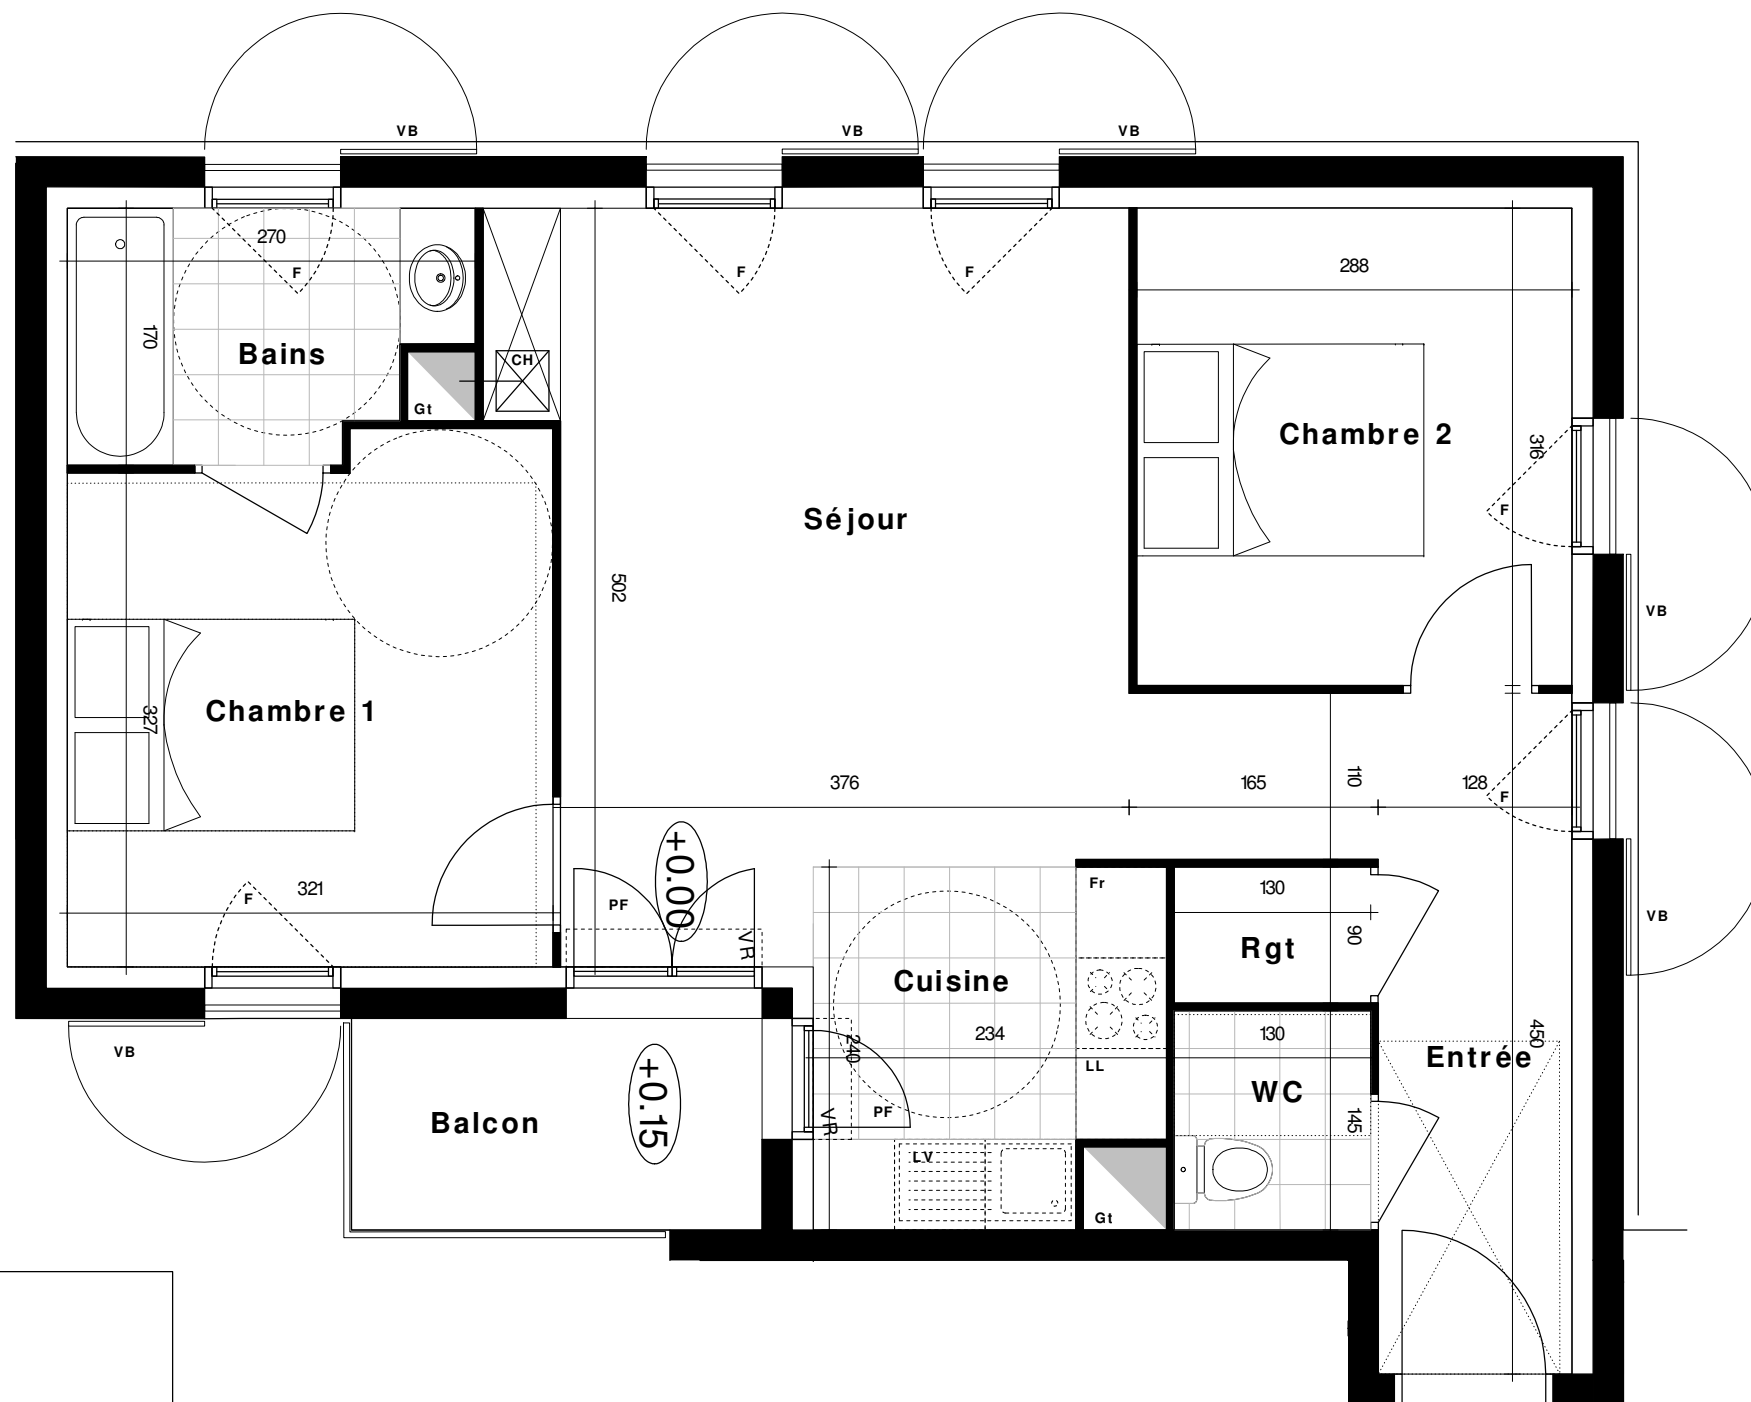 VB
VB
VB
270
F
F
F
288
170
Bains
CH
Gt
Chambre 2
316
F
Séjour
502
VB
Chambre 1
327
376
165
110
128
F
+0.00
321
F
PF
VR
Fr
130
90
Rgt
VB
Cuisine
234
240
LL
130
450
Entrée
VB
WC
Balcon
+0.15
VR
PF
145
LV
Gt